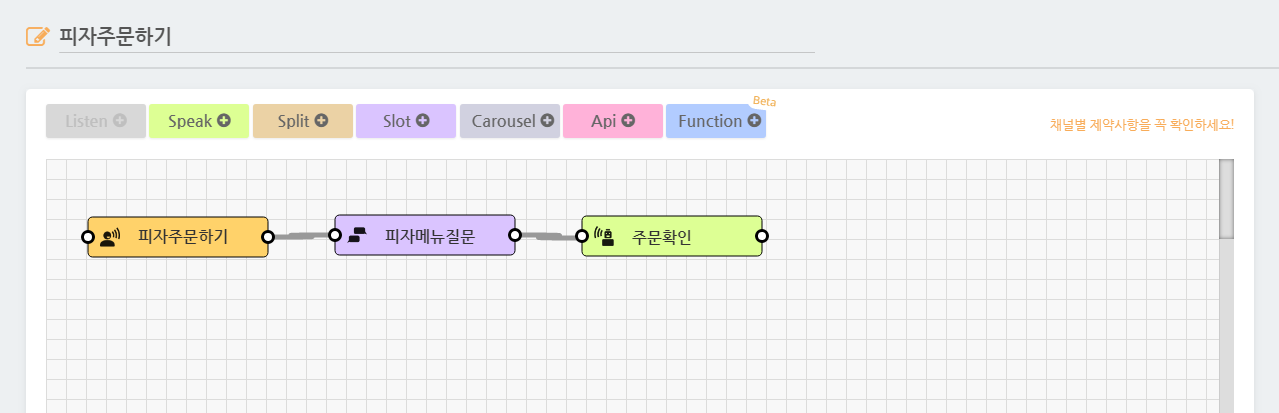 피자주문하기
Beta
Listen Speak Split Slot Carousel Api Function
채널별 제약사항을 꼭 확인하세요!
피자주문하기 피자메뉴질문 주문확인